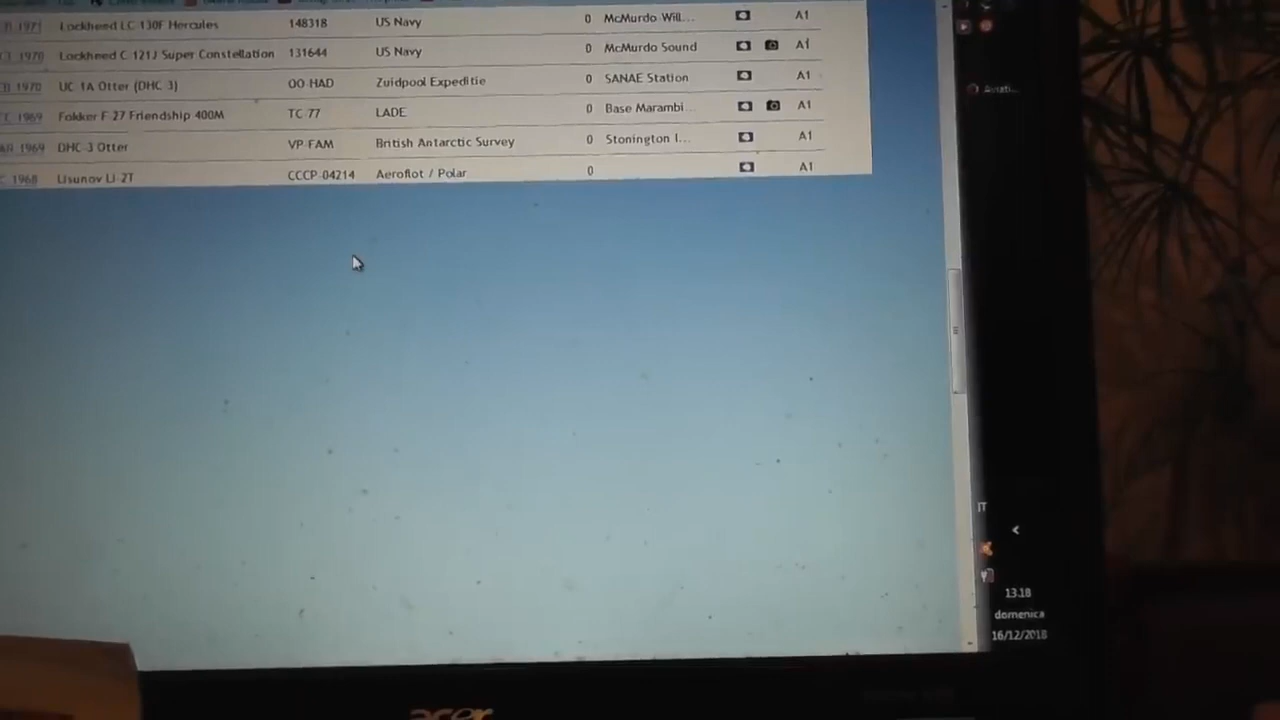 1971 Lockheed LC 130F Hercules 148318 US Navy 0 McMurdo Will... A1
1970 Lockheed C 121J Super Constellation 131644 US Navy 0 McMurdo Sound A1
1970 UC 1A Otter (DHC 3) OO HAD Zuidpool Expeditie 0 SANAE Station A1
1969 Fokker F 27 Friendship 400M TC 77 LADE 0 Base Marambi... A1
1969 DHC 3 Otter VP FAM British Antarctic Survey 0 Stonington I... A1
1968 Lisunov Li-2T CCCP-04214 Aeroflot / Polar 0 A1
Aviati...
IT
13.18
domenica
16/12/2018
acer